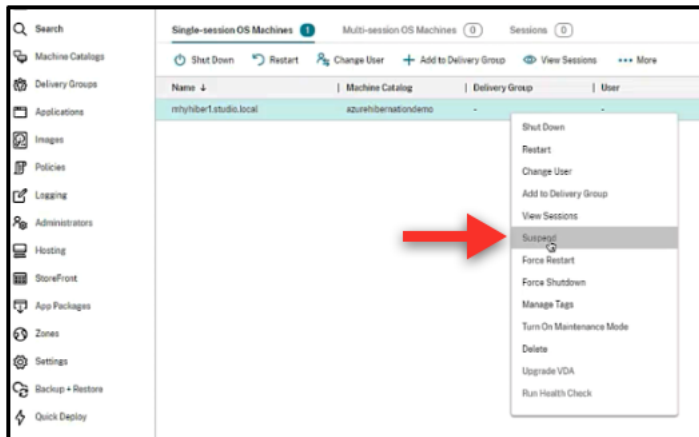 Search
Machine Catalogs
Delivery Groups
Applications
Images
Policies
Logging
Administrators
Hosting
StoreFront
App Packages
Zones
Settings
Backup + Restore
Quick Deploy
Single-session OS Machines 1 Multi-session OS Machines 0 Sessions 0
Shut Down Restart Change User Add to Delivery Group View Sessions More
Name ↓ Machine Catalog Delivery Group User
mhyhiber1.studio.local azurehibernationdemo - -
Shut Down
Restart
Change User
Add to Delivery Group
View Sessions
Suspend
Force Restart
Force Shutdown
Manage Tags
Turn On Maintenance Mode
Delete
Upgrade VDA
Run Health Check